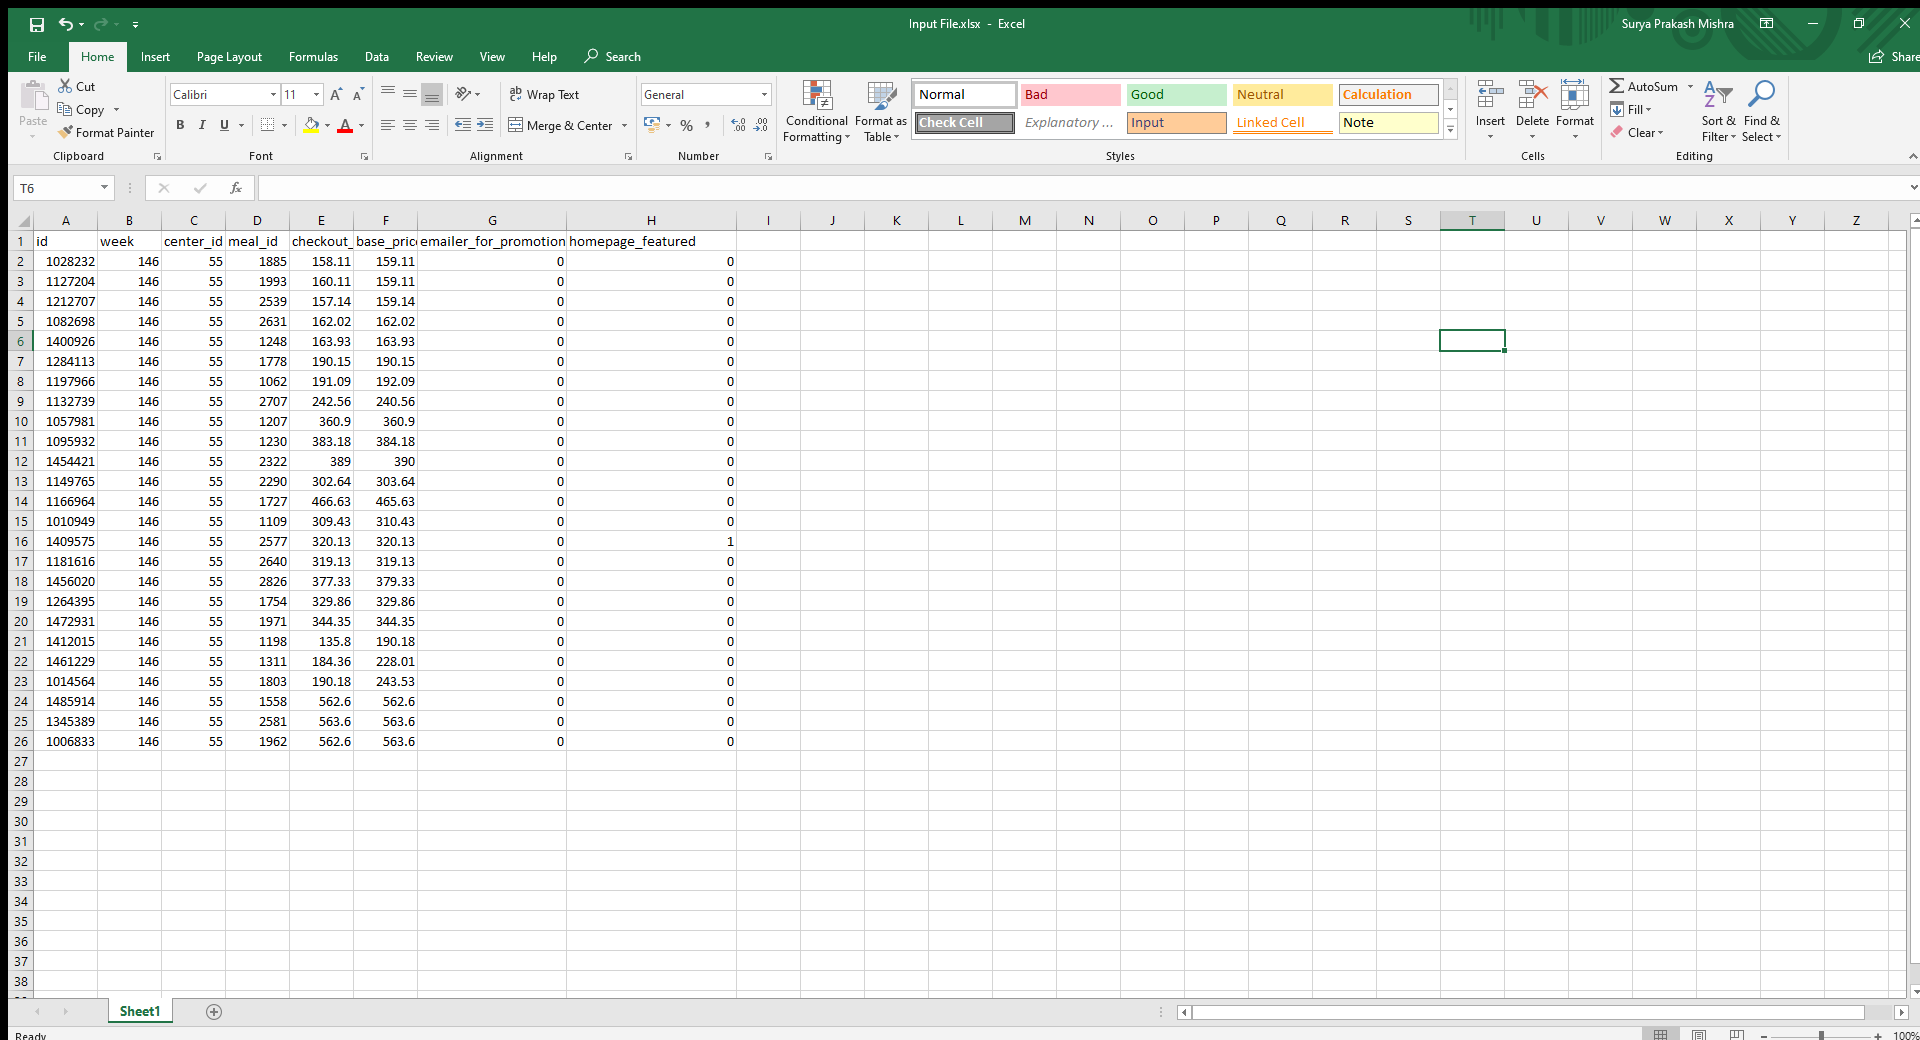 Input File.xlsx - Excel
Surya Prakash Mishra
File Home Insert Page Layout Formulas Data Review View Help Search Share
Paste
Cut
Copy
Format Painter
Clipboard
Calibri 11
B I U
Font
Wrap Text
Merge & Center
Alignment
General
Number
Conditional Formatting
Format as Table
Normal Bad Good Neutral Calculation
Check Cell Explanatory ... Input Linked Cell Note
Styles
Insert Delete Format
Cells
AutoSum
Fill
Clear
Sort & Filter
Find & Select
Editing
T6 fx
A B C D E F G H I J K L M N O P Q R S T U V W X Y Z
1 id week center_id meal_id checkout_ base_price emailer_for_promotion homepage_featured
2 1028232 146 55 1885 158.11 159.11 0 0
3 1127204 146 55 1993 160.11 159.11 0 0
4 1212707 146 55 2539 157.14 159.14 0 0
5 1082698 146 55 2631 162.02 162.02 0 0
6 1400926 146 55 1248 163.93 163.93 0 0
7 1284113 146 55 1778 190.15 190.15 0 0
8 1197966 146 55 1062 191.09 192.09 0 0
9 1132739 146 55 2707 242.56 240.56 0 0
10 1057981 146 55 1207 360.9 360.9 0 0
11 1095932 146 55 1230 383.18 384.18 0 0
12 1454421 146 55 2322 389 390 0 0
13 1149765 146 55 2290 302.64 303.64 0 0
14 1166964 146 55 1727 466.63 465.63 0 0
15 1010949 146 55 1109 309.43 310.43 0 0
16 1409575 146 55 2577 320.13 320.13 0 1
17 1181616 146 55 2640 319.13 319.13 0 0
18 1456020 146 55 2826 377.33 379.33 0 0
19 1264395 146 55 1754 329.86 329.86 0 0
20 1472931 146 55 1971 344.35 344.35 0 0
21 1412015 146 55 1198 135.8 190.18 0 0
22 1461229 146 55 1311 184.36 228.01 0 0
23 1014564 146 55 1803 190.18 243.53 0 0
24 1485914 146 55 1558 562.6 562.6 0 0
25 1345389 146 55 2581 563.6 563.6 0 0
26 1006833 146 55 1962 562.6 563.6 0 0
27
28
29
30
31
32
33
34
35
36
37
38
Sheet1
Ready
100%